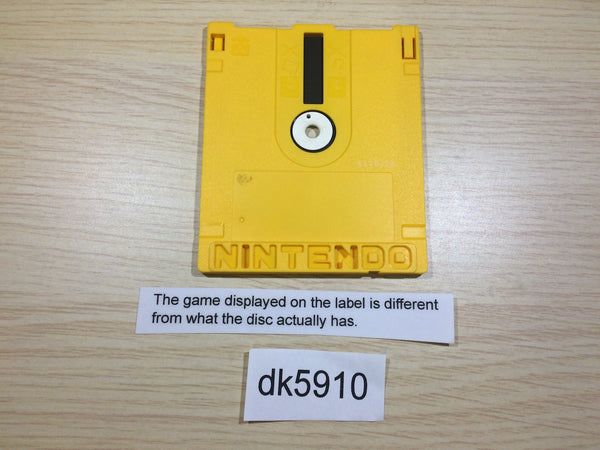 NINTENDO
The game displayed on the label is different
from what the disc actually has.
dk5910